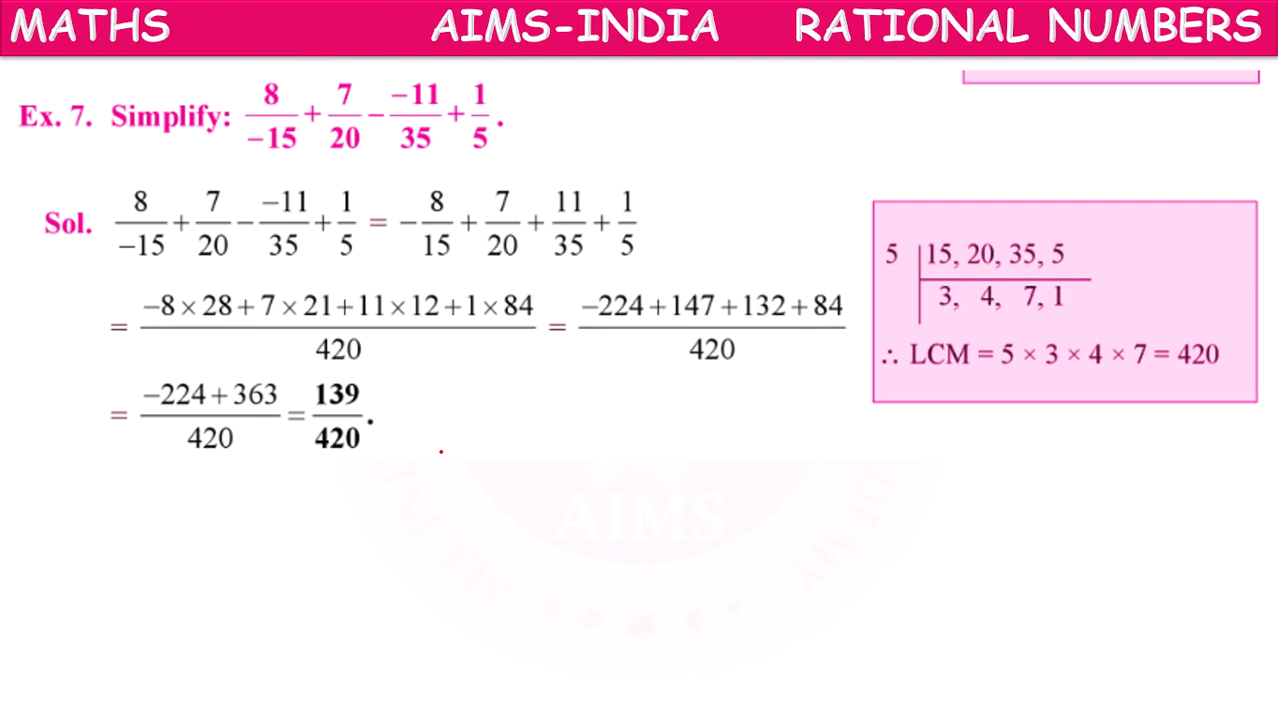 MATHS AIMS-INDIA RATIONAL NUMBERS
Ex. 7. Simplify: 8/−15 + 7/20 − −11/35 + 1/5 .
Sol. 8/−15 + 7/20 − −11/35 + 1/5 = − 8/15 + 7/20 + 11/35 + 1/5
= −8 × 28 + 7 × 21 + 11 × 12 + 1 × 84 / 420 = −224 + 147 + 132 + 84 / 420
= −224 + 363 / 420 = 139/420 .
5 | 15, 20, 35, 5
3, 4, 7, 1
∴ LCM = 5 × 3 × 4 × 7 = 420
AIMS